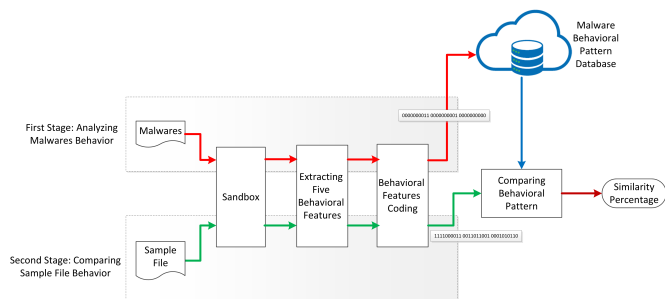 Malware
Behavioral
Pattern
Database
0000000011 0000000001 0000000000
First Stage: Analyzing
Malwares Behavior
Malwares
Sandbox
Extracting
Five
Behavioral
Features
Behavioral
Features
Coding
Comparing
Behavioral
Pattern
Similarity
Percentage
1111000011 0011011001 0001010110
Second Stage: Comparing
Sample File Behavior
Sample
File